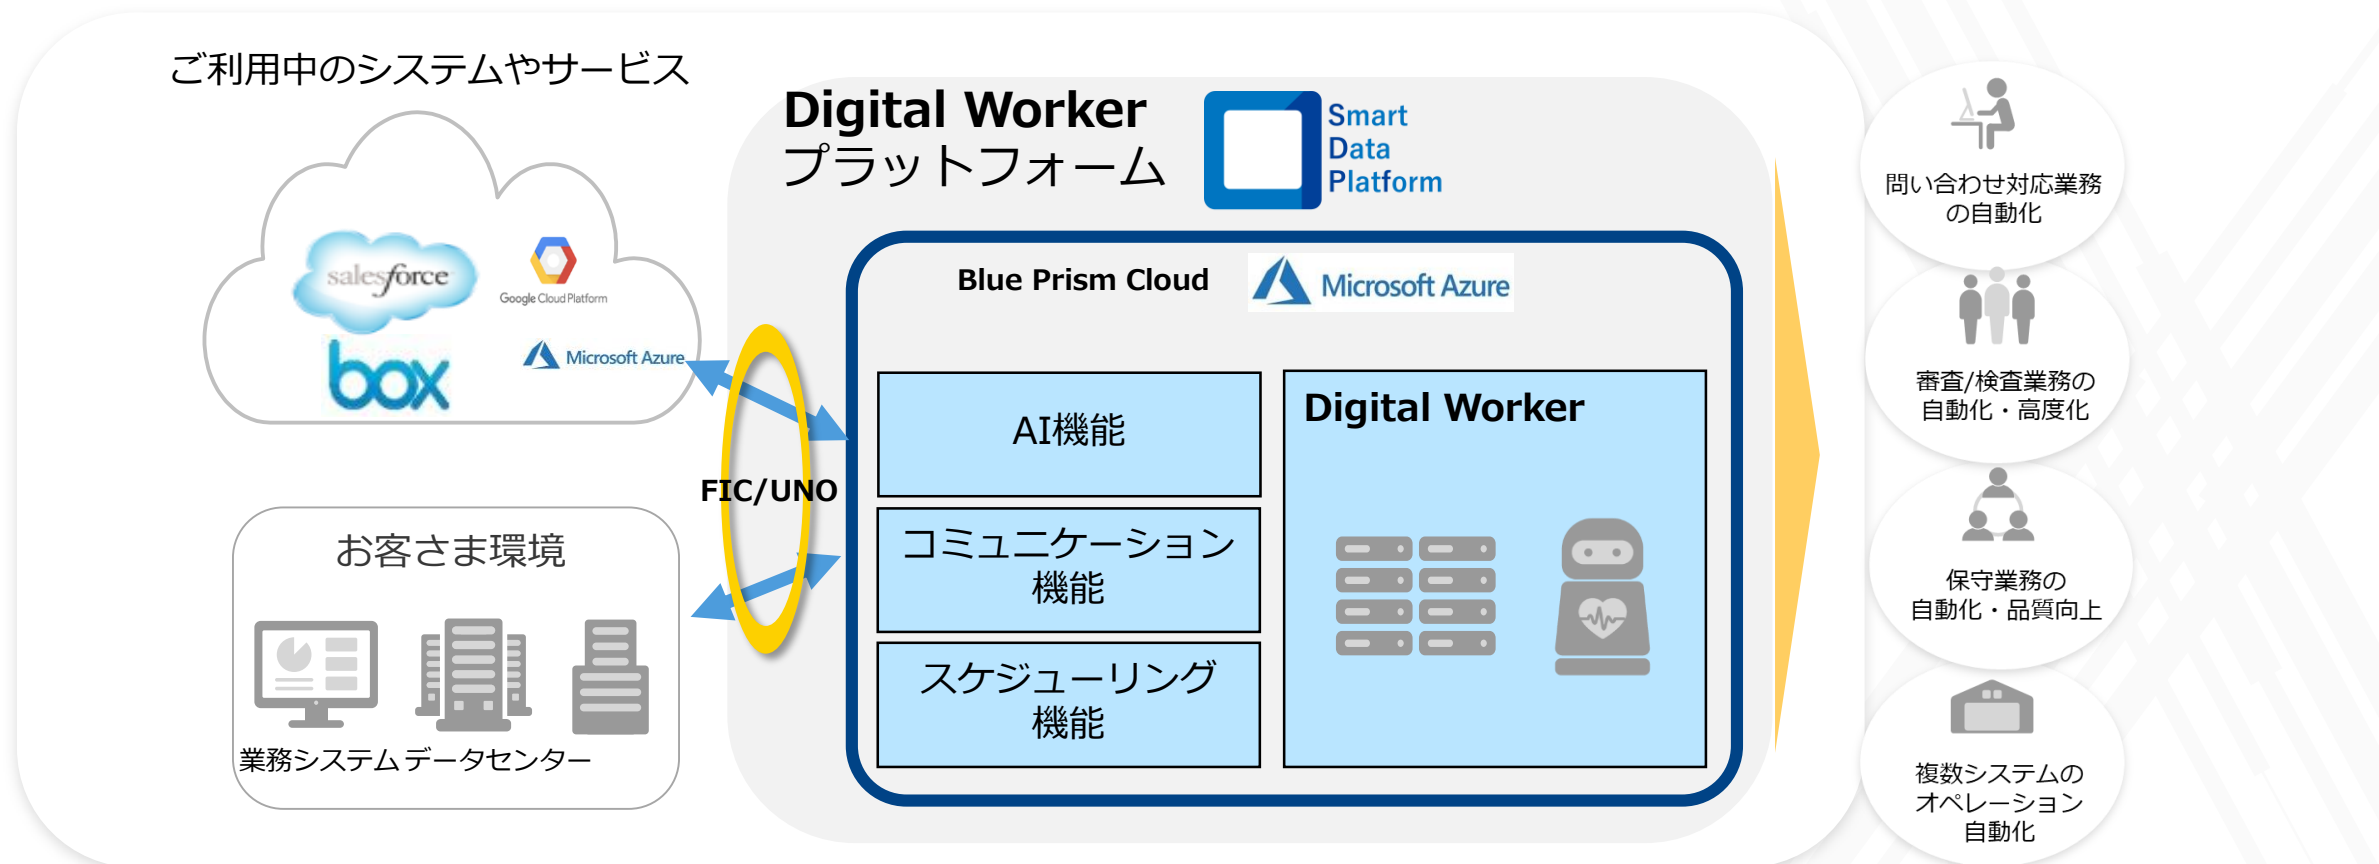 ご利用中のシステムやサービス
salesforce
Google Cloud Platform
box
Microsoft Azure
お客さま環境
業務システム データセンター
FIC/UNO
Digital Worker
プラットフォーム
Smart
Data
Platform
Blue Prism Cloud
Microsoft Azure
AI機能
コミュニケーション
機能
スケジューリング
機能
Digital Worker
問い合わせ対応業務
の自動化
審査/検査業務の
自動化・高度化
保守業務の
自動化・品質向上
複数システムの
オペレーション
自動化